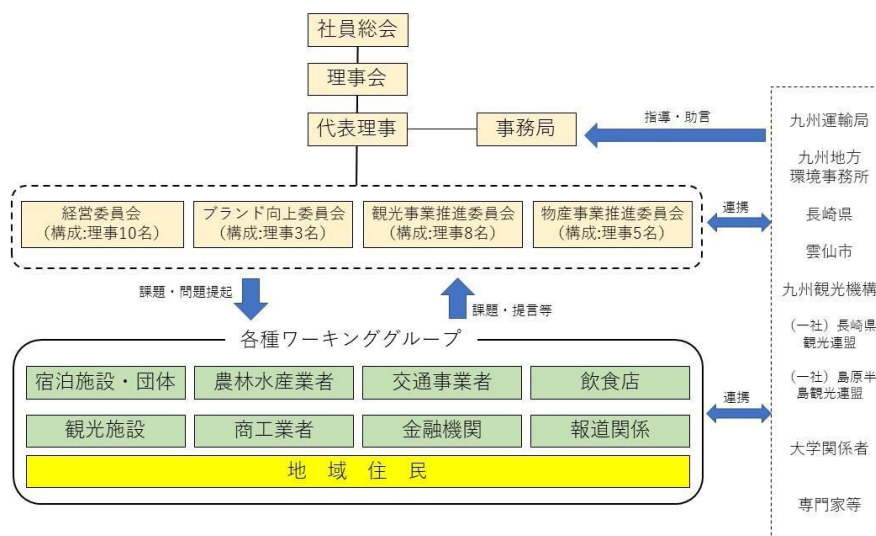 社員総会
理事会
代表理事
事務局
指導・助言
経営委員会
(構成:理事10名)
ブランド向上委員会
(構成:理事3名)
観光事業推進委員会
(構成:理事8名)
物産事業推進委員会
(構成:理事5名)
連携
課題・問題提起
課題・提言等
各種ワーキンググループ
宿泊施設・団体
農林水産業者
交通事業者
飲食店
観光施設
商工業者
金融機関
報道関係
地 域 住 民
連携
九州運輸局
九州地方
環境事務所
長崎県
雲仙市
九州観光機構
(一社)長崎県
観光連盟
(一社)島原半
島観光連盟
大学関係者
専門家等